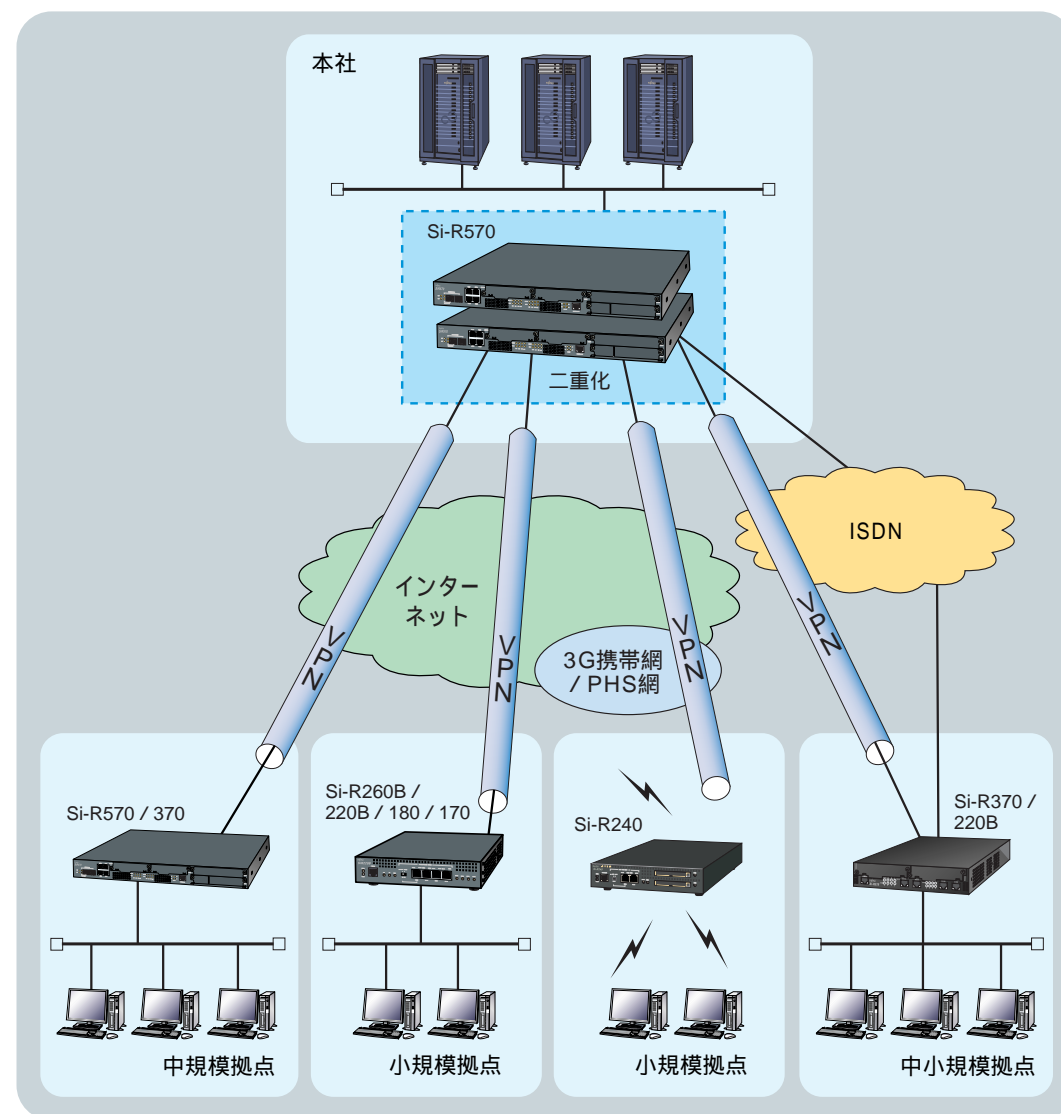 本社
Si-R570
二重化
ISDN
インター
ネット
VPN
VPN
VPN
VPN
3G携帯網
/ PHS網
Si-R570 / 370
Si-R260B /
220B / 180 / 170
Si-R240
Si-R370 /
220B
中規模拠点
小規模拠点
小規模拠点
中小規模拠点